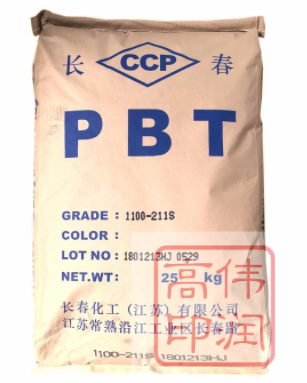 长 CCP 春
PBT
GRADE : 1100-211S
COLOR :
LOT NO : 1801213HJ 0529
NET.WT: 25 kg
长春化工（江苏）有限公司
江苏常熟沿江工业区长春路
1100-211S 1801213HJ
高伟
印润